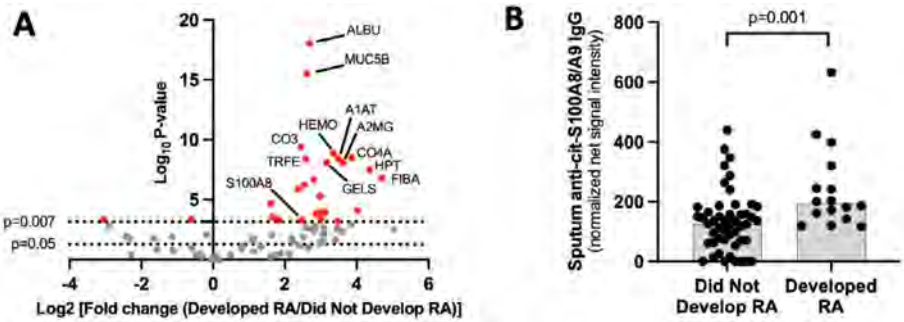 A
20
15
10
5
Log₁₀ P-value
ALBU
MUC5B
A1AT
HEMO
A2MG
CO3
CO4A
TRFE
HPT
FIBA
S100A8
GELS
p=0.007
p=0.05
-4 -2 0 2 4 6
Log2 [Fold change (Developed RA/Did Not Develop RA)]
B
p=0.001
Sputum anti-cit-S100A8/A9 IgG
(normalized net signal intensity)
800
600
400
200
0
Did Not
Develop RA
Developed
RA